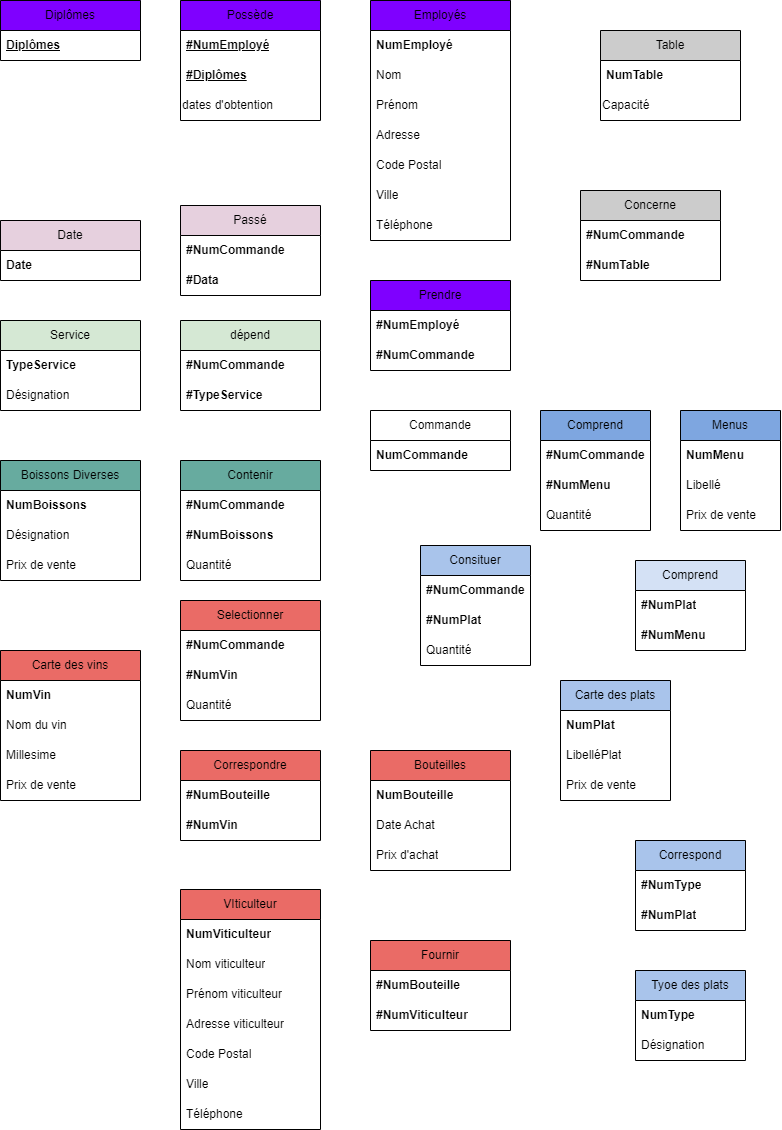 Diplômes
Diplômes
Possède
#NumEmployé
#Diplômes
dates d'obtention
Employés
NumEmployé
Nom
Prénom
Adresse
Code Postal
Ville
Téléphone
Table
NumTable
Capacité
Date
Date
Passé
#NumCommande
#Data
Concerne
#NumCommande
#NumTable
Prendre
#NumEmployé
#NumCommande
Service
TypeService
Désignation
dépend
#NumCommande
#TypeService
Commande
NumCommande
Comprend
#NumCommande
#NumMenu
Quantité
Menus
NumMenu
Libellé
Prix de vente
Boissons Diverses
NumBoissons
Désignation
Prix de vente
Contenir
#NumCommande
#NumBoissons
Quantité
Consituer
#NumCommande
#NumPlat
Quantité
Comprend
#NumPlat
#NumMenu
Selectionner
#NumCommande
#NumVin
Quantité
Carte des vins
NumVin
Nom du vin
Millesime
Prix de vente
Carte des plats
NumPlat
LibelléPlat
Prix de vente
Correspondre
#NumBouteille
#NumVin
Bouteilles
NumBouteille
Date Achat
Prix d'achat
Correspond
#NumType
#NumPlat
VIticulteur
NumViticulteur
Nom viticulteur
Prénom viticulteur
Adresse viticulteur
Code Postal
Ville
Téléphone
Fournir
#NumBouteille
#NumViticulteur
Tyoe des plats
NumType
Désignation